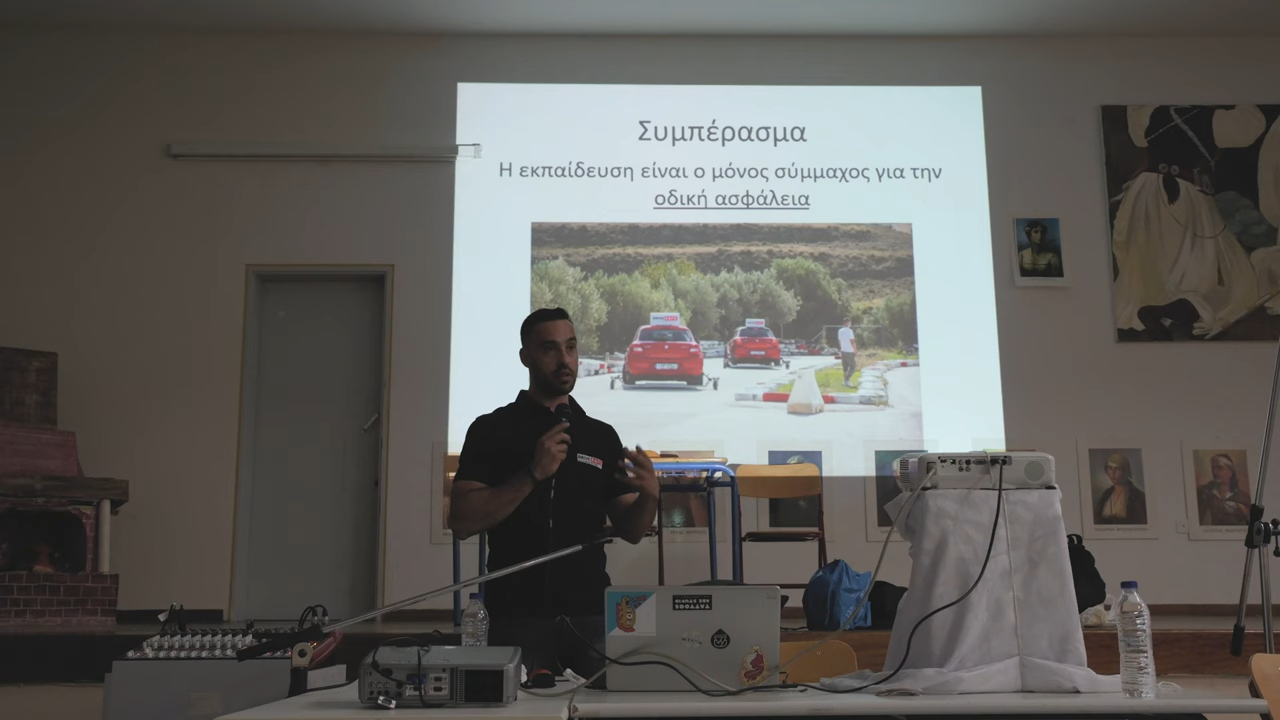 Συμπέρασμα
Η εκπαίδευση είναι ο μόνος σύμμαχος για την
οδική ασφάλεια